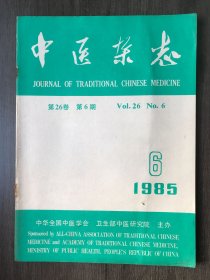 中医杂志
JOURNAL OF TRADITIONAL CHINESE MEDICINE
第26卷 第6期 Vol. 26 No. 6
6
1985
中华全国中医学会 卫生部中医研究院 主办
Sponsored by ALL-CHINA ASSOCIATION OF TRADITIONAL CHINESE
MEDICINE and ACADEMY OF TRADITIONAL CHINESE MEDICINE,
MINISTRY OF PUBLIC HEALTH, PEOPLE'S REPUBLIC OF CHINA